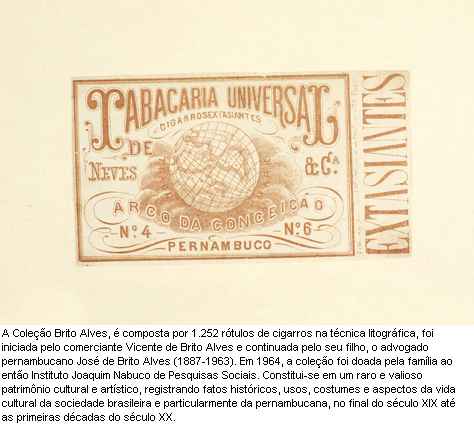 TABACARIA UNIVERSAL
CIGARROS EXTASIANTES
DE
NEVES & Cª
ARCO DA CONCEIÇÃO
Nº 4 Nº 6
PERNAMBUCO
EXTASIANTES
A Coleção Brito Alves, é composta por 1.252 rótulos de cigarros na técnica litográfica, foi
iniciada pelo comerciante Vicente de Brito Alves e continuada pelo seu filho, o advogado
pernambucano José de Brito Alves (1887-1963). Em 1964, a coleção foi doada pela família ao
então Instituto Joaquim Nabuco de Pesquisas Sociais. Constitui-se em um raro e valioso
patrimônio cultural e artístico, registrando fatos históricos, usos, costumes e aspectos da vida
cultural da sociedade brasileira e particularmente da pernambucana, no final do século XIX até
as primeiras décadas do século XX.